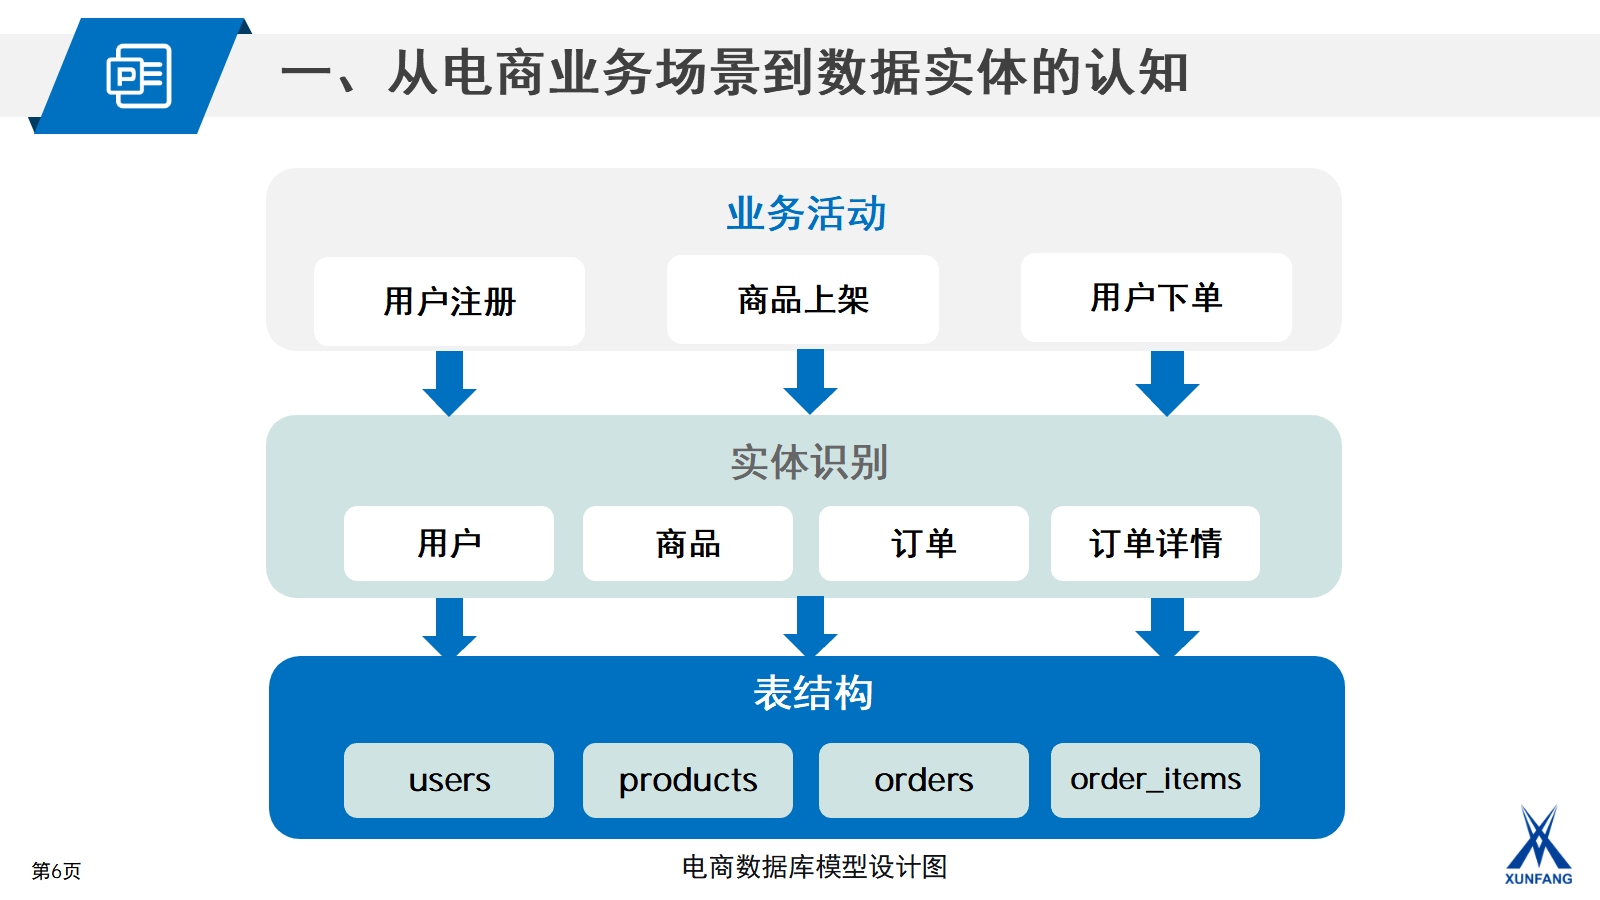 一、从电商业务场景到数据实体的认知
业务活动
用户注册
商品上架
用户下单
实体识别
用户
商品
订单
订单详情
表结构
users
products
orders
order_items
电商数据库模型设计图
第6页
XUNFANG